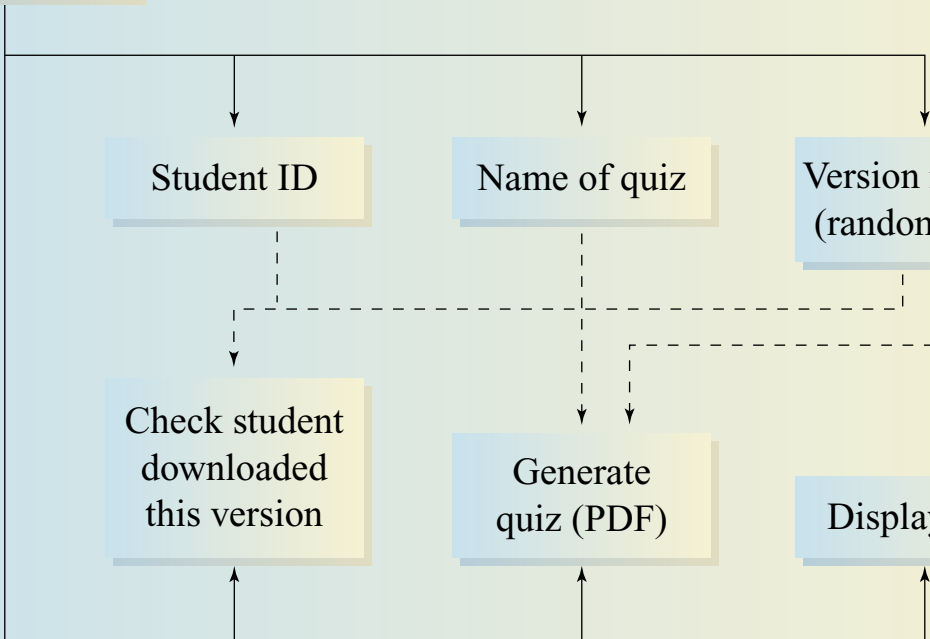 Student ID
Name of quiz
Version
(random
Check student
downloaded
this version
Generate
quiz (PDF)
Display